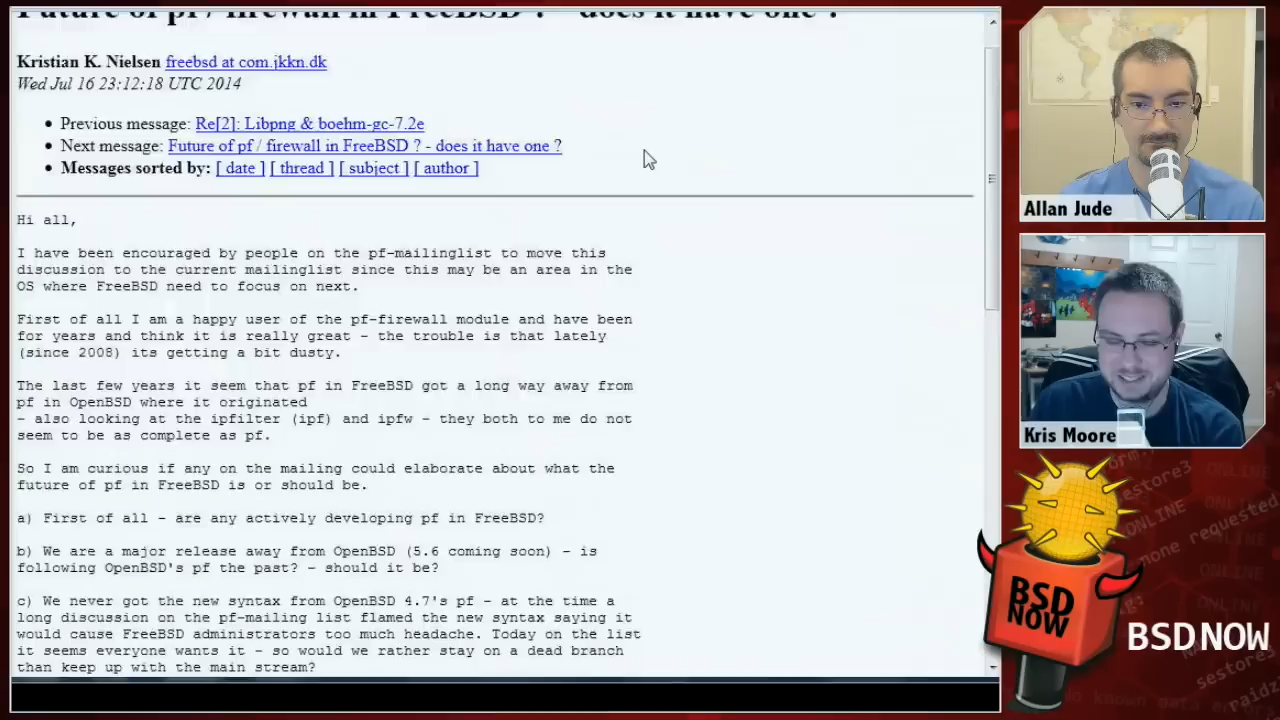 Future of pf / firewall in FreeBSD ? - does it have one ?
Kristian K. Nielsen freebsd at com.jkkn.dk
Wed Jul 16 23:12:18 UTC 2014
• Previous message: Re[2]: Libpng & boehm-gc-7.2e
• Next message: Future of pf / firewall in FreeBSD ? - does it have one ?
• Messages sorted by: [ date ] [ thread ] [ subject ] [ author ]
Hi all,
I have been encouraged by people on the pf-mailinglist to move this
discussion to the current mailinglist since this may be an area in the
OS where FreeBSD need to focus on next.
First of all I am a happy user of the pf-firewall module and have been
for years and think it is really great - the trouble is that lately
(since 2008) its getting a bit dusty.
The last few years it seem that pf in FreeBSD got a long way away from
pf in OpenBSD where it originated
- also looking at the ipfilter (ipf) and ipfw - they both to me do not
seem to be as complete as pf.
So I am curious if any on the mailing could elaborate about what the
future of pf in FreeBSD is or should be.
a) First of all - are any actively developing pf in FreeBSD?
b) We are a major release away from OpenBSD (5.6 coming soon) - is
following OpenBSD's pf the past? - should it be?
c) We never got the new syntax from OpenBSD 4.7's pf - at the time a
long discussion on the pf-mailing list flamed the new syntax saying it
would cause FreeBSD administrators too much headache. Today on the list
it seems everyone wants it - so would we rather stay on a dead branch
than keep up with the main stream?
Allan Jude
Kris Moore
BSD
NOW
BSD NOW